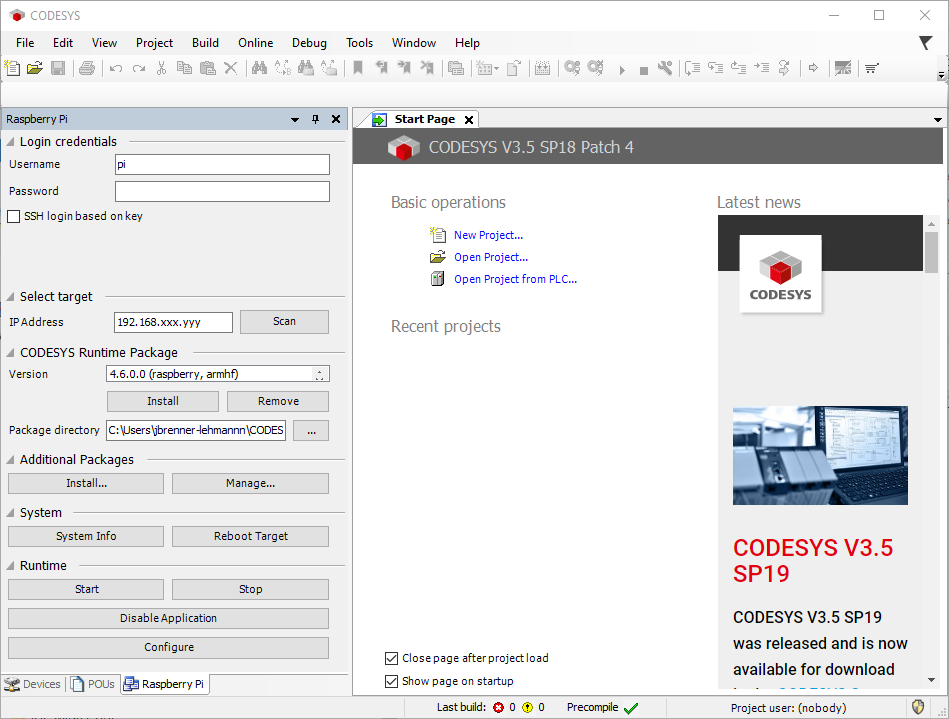 CODESYS
File Edit View Project Build Online Debug Tools Window Help
Raspberry Pi
Login credentials
Username pi
Password
SSH login based on key
Select target
IP Address 192.168.xxx.yyy Scan
CODESYS Runtime Package
Version 4.6.0.0 (raspberry, armhf)
Install Remove
Package directory C:\Users\jbrenner-lehmannn\CODES ...
Additional Packages
Install... Manage...
System
System Info Reboot Target
Runtime
Start Stop
Disable Application
Configure
Devices POUs Raspberry Pi
Start Page
CODESYS V3.5 SP18 Patch 4
Basic operations
New Project...
Open Project...
Open Project from PLC...
Recent projects
Close page after project load
Show page on startup
Latest news
CODESYS
CODESYS V3.5
SP19
CODESYS V3.5 SP19
was released and is now
available for download
Last build: 0 0 Precompile Project user: (nobody)